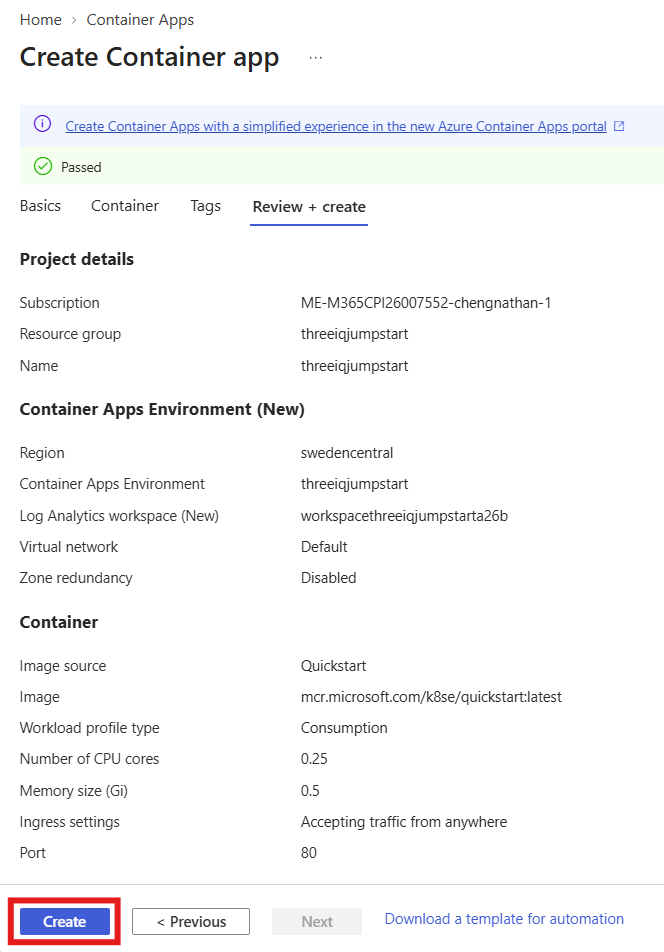 Home > Container Apps
Create Container app ...
Create Container Apps with a simplified experience in the new Azure Container Apps portal
Passed
Basics Container Tags Review + create
Project details
Subscription ME-M365CPI26007552-chengnathan-1
Resource group threeiqjumpstart
Name threeiqjumpstart
Container Apps Environment (New)
Region swedencentral
Container Apps Environment threeiqjumpstart
Log Analytics workspace (New) workspacethreeiqjumpstarta26b
Virtual network Default
Zone redundancy Disabled
Container
Image source Quickstart
Image mcr.microsoft.com/k8se/quickstart:latest
Workload profile type Consumption
Number of CPU cores 0.25
Memory size (Gi) 0.5
Ingress settings Accepting traffic from anywhere
Port 80
Create < Previous Next Download a template for automation